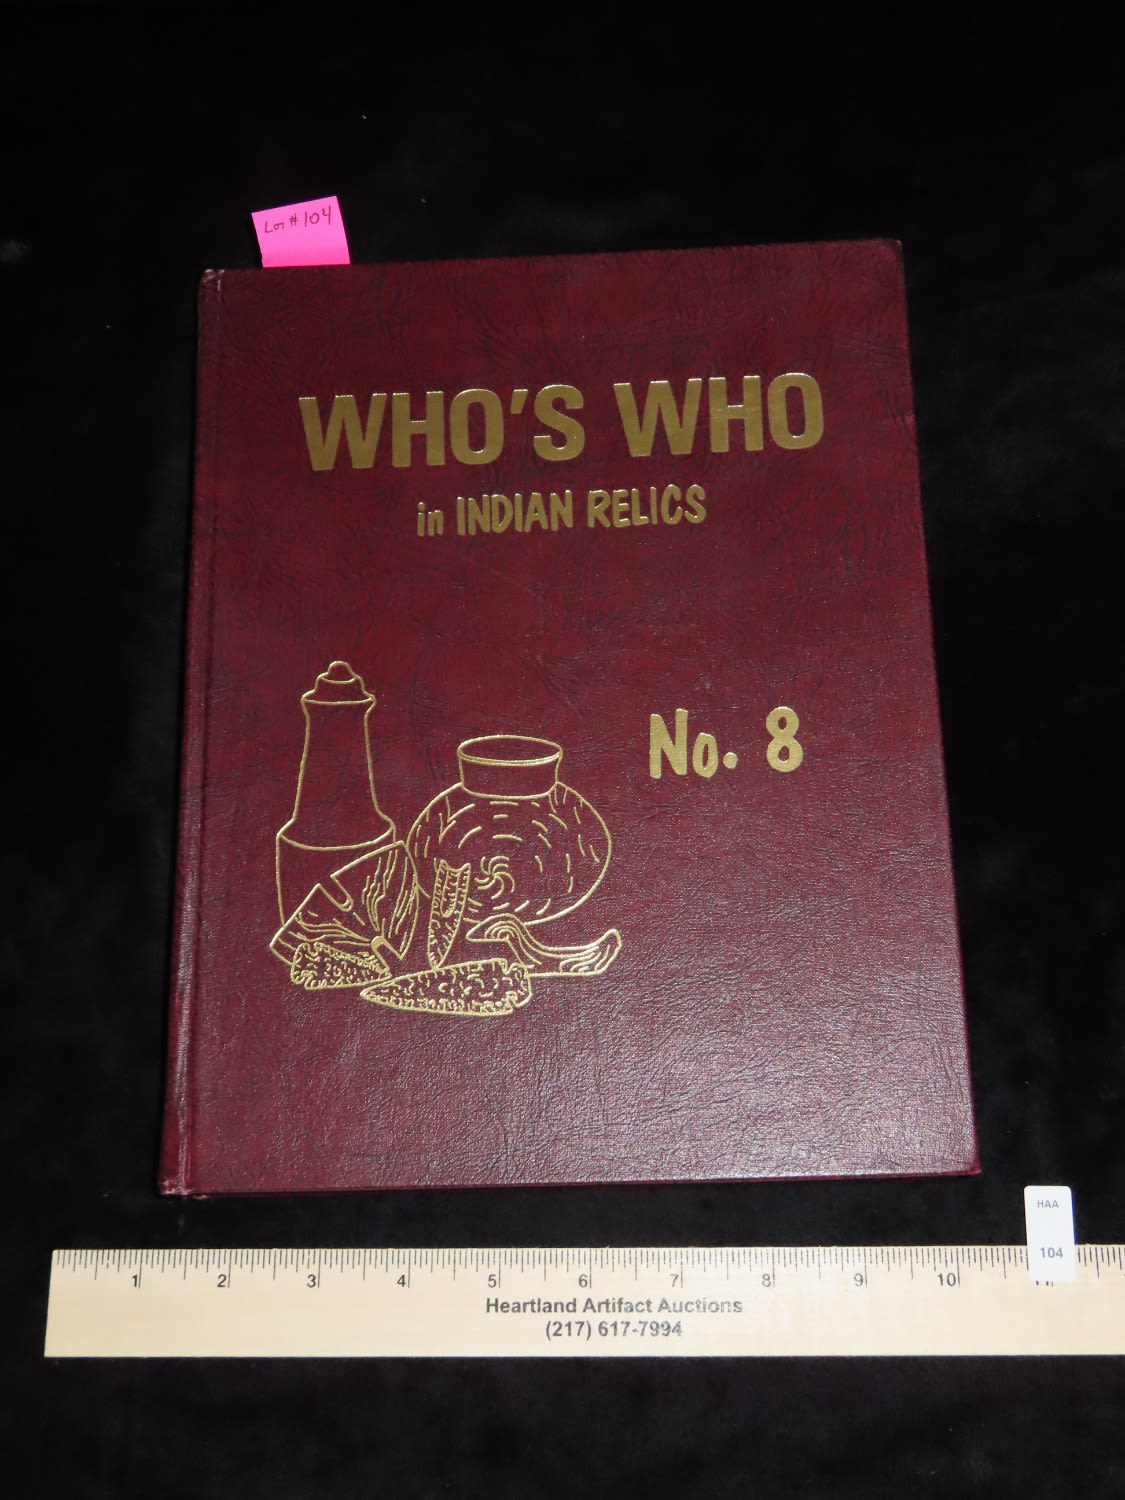 Lot #104
WHO'S WHO
in INDIAN RELICS
No. 8
HAA
104
1 2 3 4 5 6 7 8 9 10 11
Heartland Artifact Auctions
(217) 617-7994